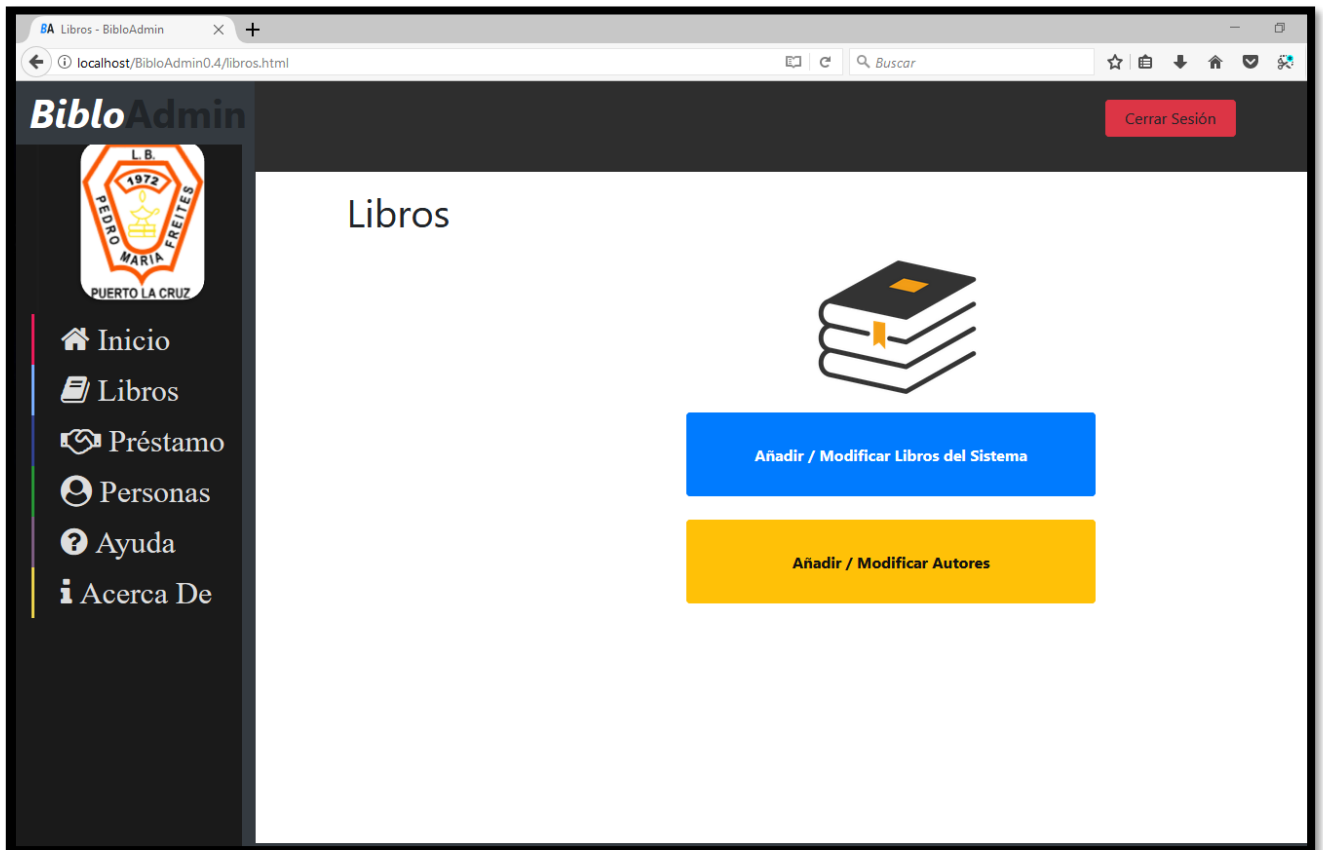 BA Libros - BibloAdmin
localhost/BibloAdmin0.4/libros.html
Buscar
BibloAdmin
Cerrar Sesión
L.B.
1972
PEDRO MARIA FREITES
PUERTO LA CRUZ
Libros
Inicio
Libros
Préstamo
Personas
Ayuda
Acerca De
Añadir / Modificar Libros del Sistema
Añadir / Modificar Autores